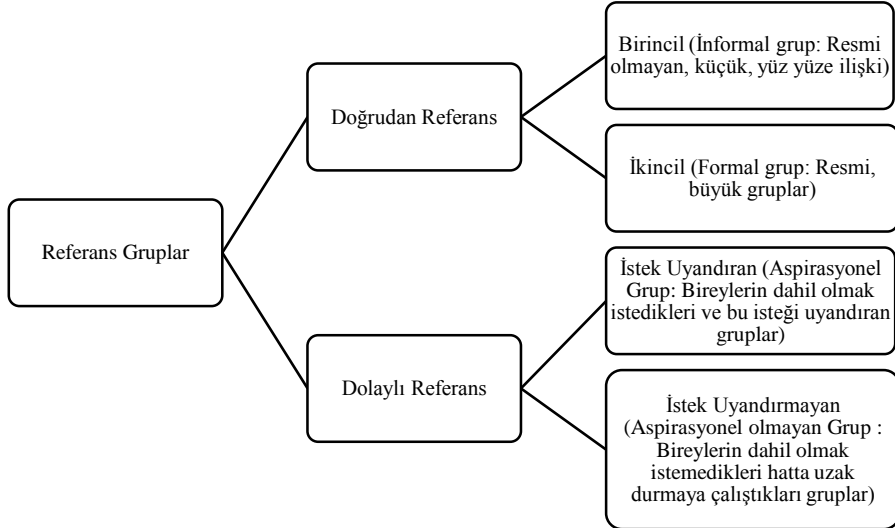 Referans Gruplar
Doğrudan Referans
Birincil (İnformal grup: Resmi
olmayan, küçük, yüz yüze ilişki)
İkincil (Formal grup: Resmi,
büyük gruplar)
Dolaylı Referans
İstek Uyandıran (Aspirasyonel
Grup: Bireylerin dahil olmak
istedikleri ve bu isteği uyandıran
gruplar)
İstek Uyandırmayan
(Aspirasyonel olmayan Grup :
Bireylerin dahil olmak
istemedikleri hatta uzak
durmaya çalıştıkları gruplar)